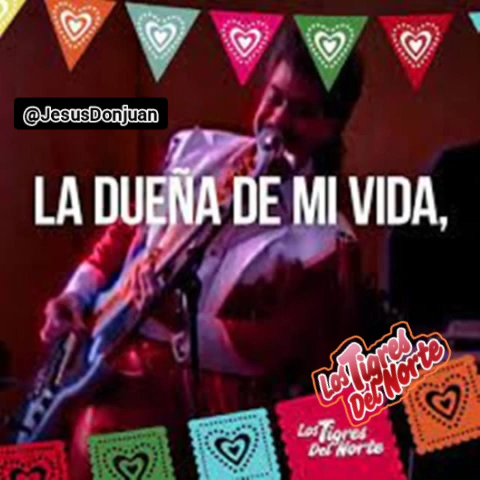 @JesusDonjuan
LA DUEÑA DE MI VIDA,
Los Tigres
Del Norte
Los Tigres
Del Norte